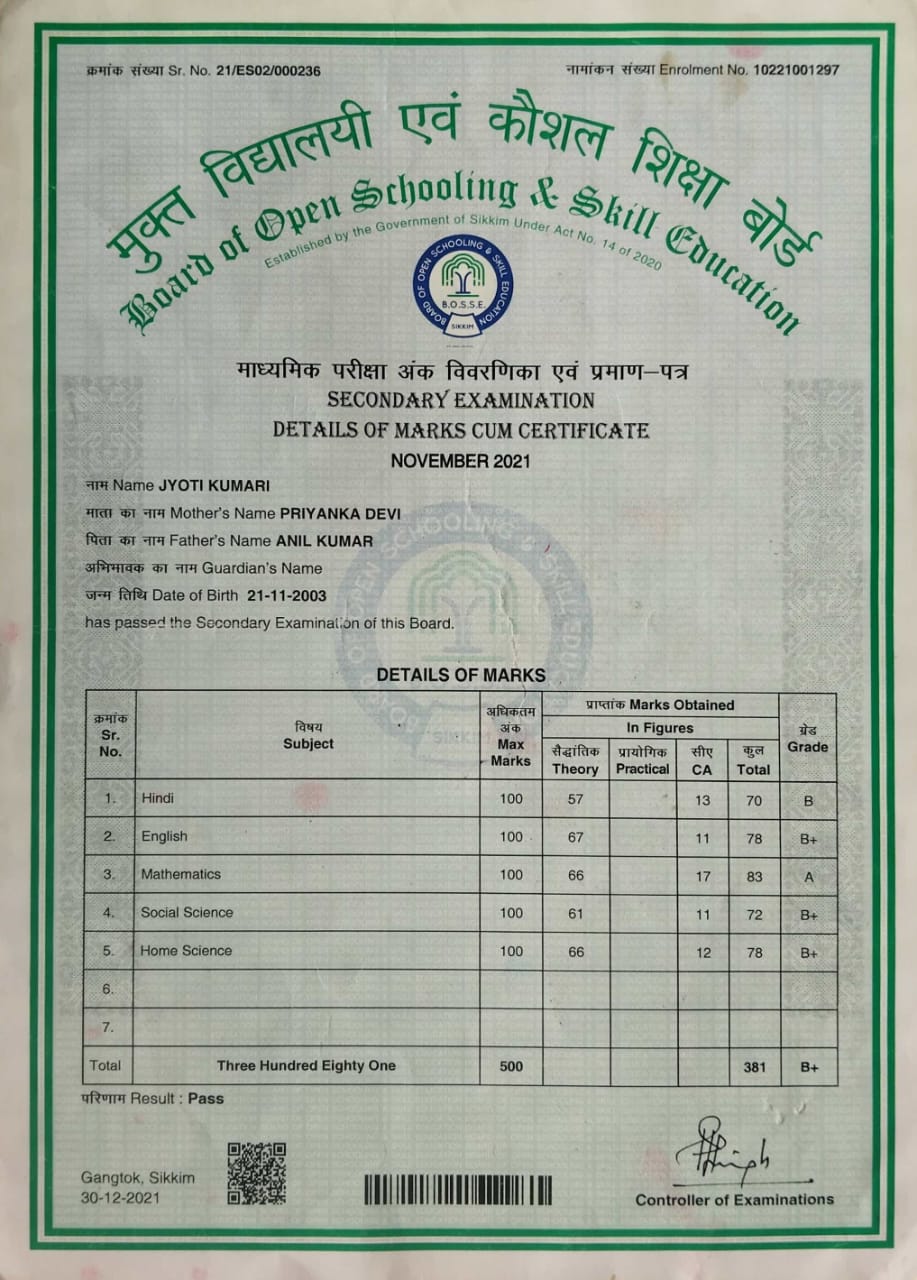 क्रमांक संख्या Sr. No. 21/ES02/000236
नामांकन संख्या Enrolment No. 10221001297
मुक्त विद्यालयी एवं कौशल शिक्षा बोर्ड
Board of Open Schooling & Skill Education
Established by the Government of Sikkim Under Act No. 14 of 2020
BOARD OF OPEN SCHOOLING & SKILL EDUCATION
B.O.S.S.E.
SIKKIM
माध्यमिक परीक्षा अंक विवरणिका एवं प्रमाण–पत्र
SECONDARY EXAMINATION
DETAILS OF MARKS CUM CERTIFICATE
NOVEMBER 2021
नाम Name JYOTI KUMARI
माता का नाम Mother's Name PRIYANKA DEVI
पिता का नाम Father's Name ANIL KUMAR
अभिभावक का नाम Guardian's Name
जन्म तिथि Date of Birth 21-11-2003
has passed the Secondary Examination of this Board.
DETAILS OF MARKS
क्रमांक Sr. No.
विषय Subject
अधिकतम अंक Max Marks
प्राप्तांक Marks Obtained
In Figures
सैद्धांतिक Theory
प्रायोगिक Practical
सीए CA
कुल Total
ग्रेड Grade
1. Hindi 100 57 13 70 B
2. English 100 67 11 78 B+
3. Mathematics 100 66 17 83 A
4. Social Science 100 61 11 72 B+
5. Home Science 100 66 12 78 B+
6.
7.
Total Three Hundred Eighty One 500 381 B+
परिणाम Result : Pass
Gangtok, Sikkim
30-12-2021
Controller of Examinations